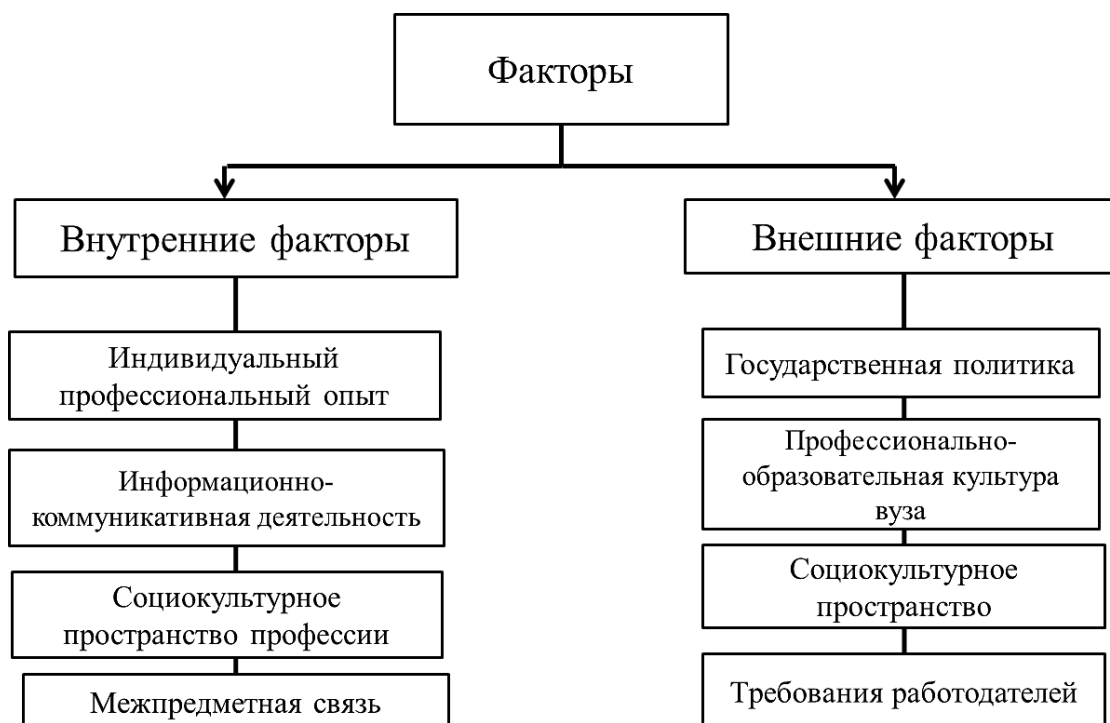 Факторы
Внутренние факторы
Внешние факторы
Индивидуальный
профессиональный опыт
Информационно-
коммуникативная деятельность
Социокультурное
пространство профессии
Межпредметная связь
Государственная политика
Профессионально-
образовательная культура
вуза
Социокультурное
пространство
Требования работодателей